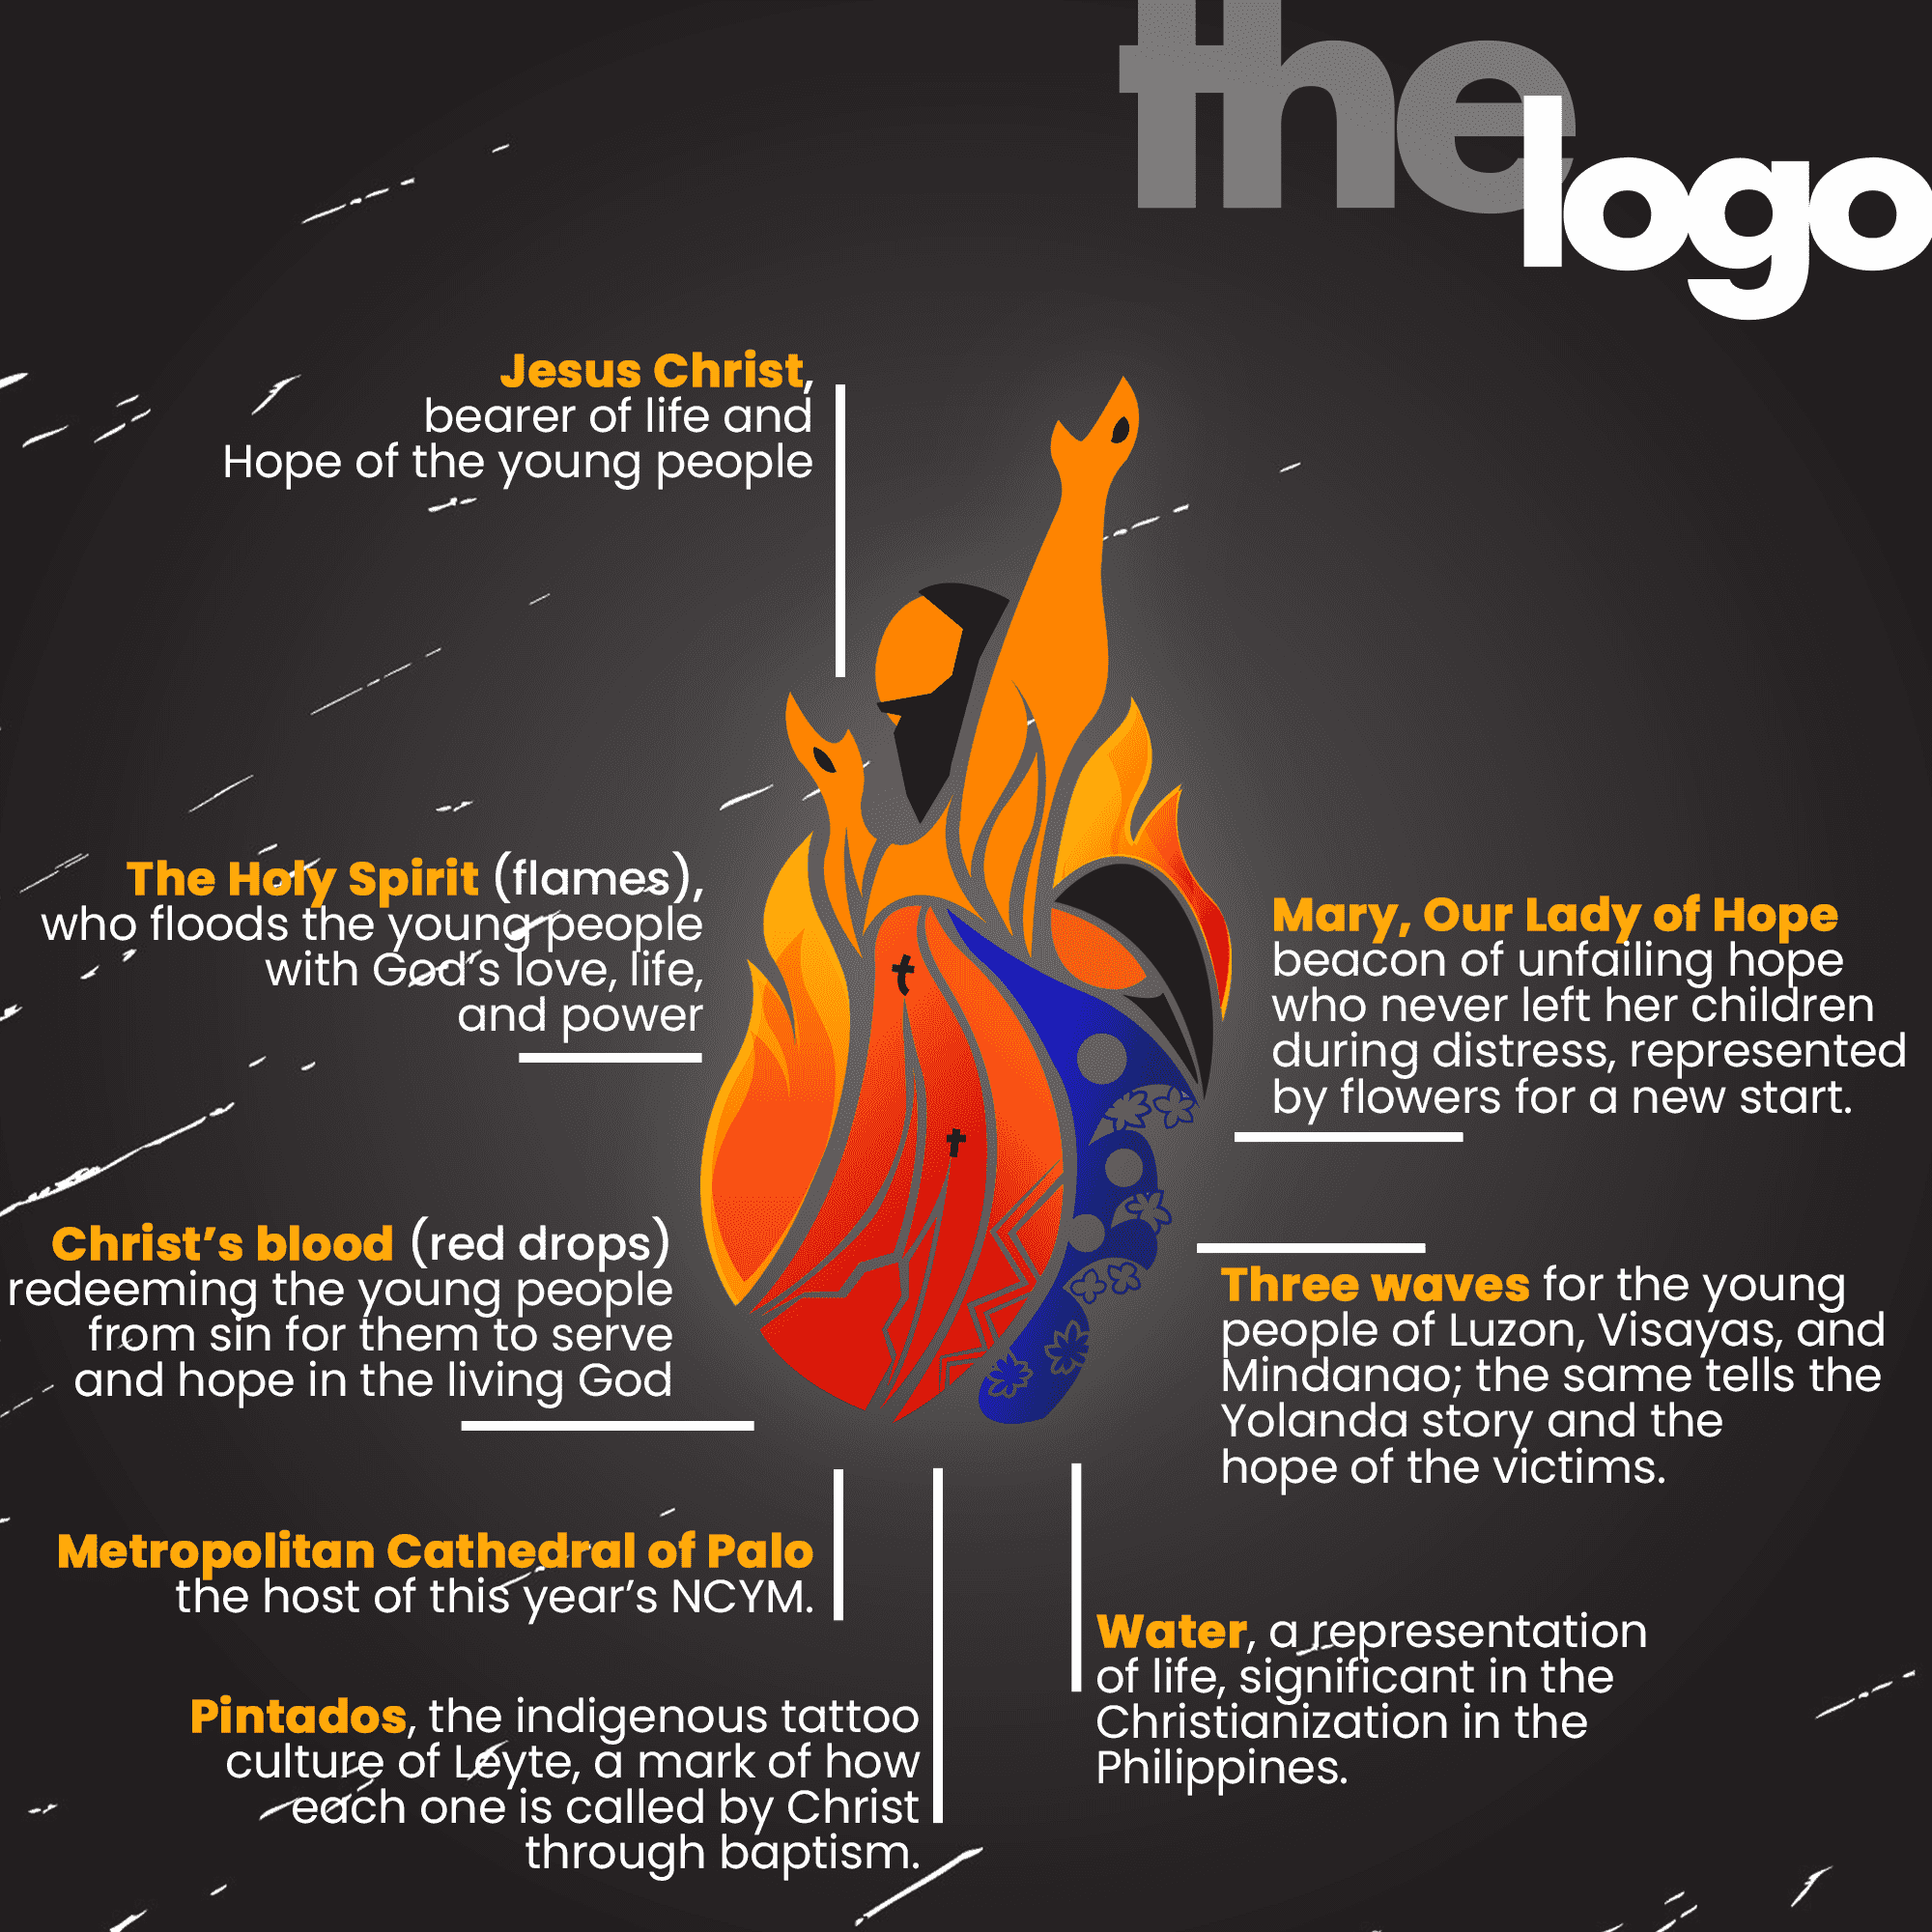 the
logo
Jesus Christ,
bearer of life and
Hope of the young people
The Holy Spirit (flames),
who floods the young people
with God's love, life,
and power
Mary, Our Lady of Hope
beacon of unfailing hope
who never left her children
during distress, represented
by flowers for a new start.
Christ's blood (red drops)
redeeming the young people
from sin for them to serve
and hope in the living God
Three waves for the young
people of Luzon, Visayas, and
Mindanao; the same tells the
Yolanda story and the
hope of the victims.
Metropolitan Cathedral of Palo
the host of this year's NCYM.
Pintados, the indigenous tattoo
culture of Leyte, a mark of how
each one is called by Christ
through baptism.
Water, a representation
of life, significant in the
Christianization in the
Philippines.